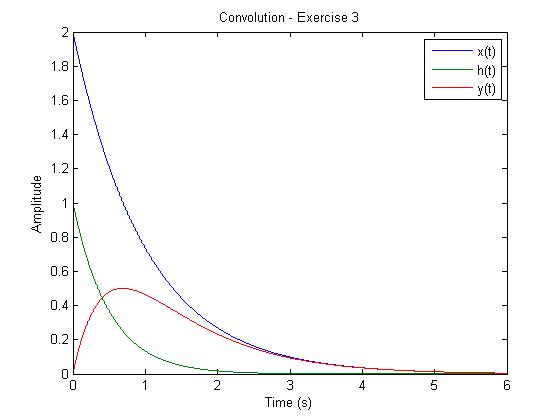 Convolution - Exercise 3
2
1.8
1.6
1.4
1.2
1
0.8
0.6
0.4
0.2
0
Amplitude
x(t)
h(t)
y(t)
0 1 2 3 4 5 6
Time (s)